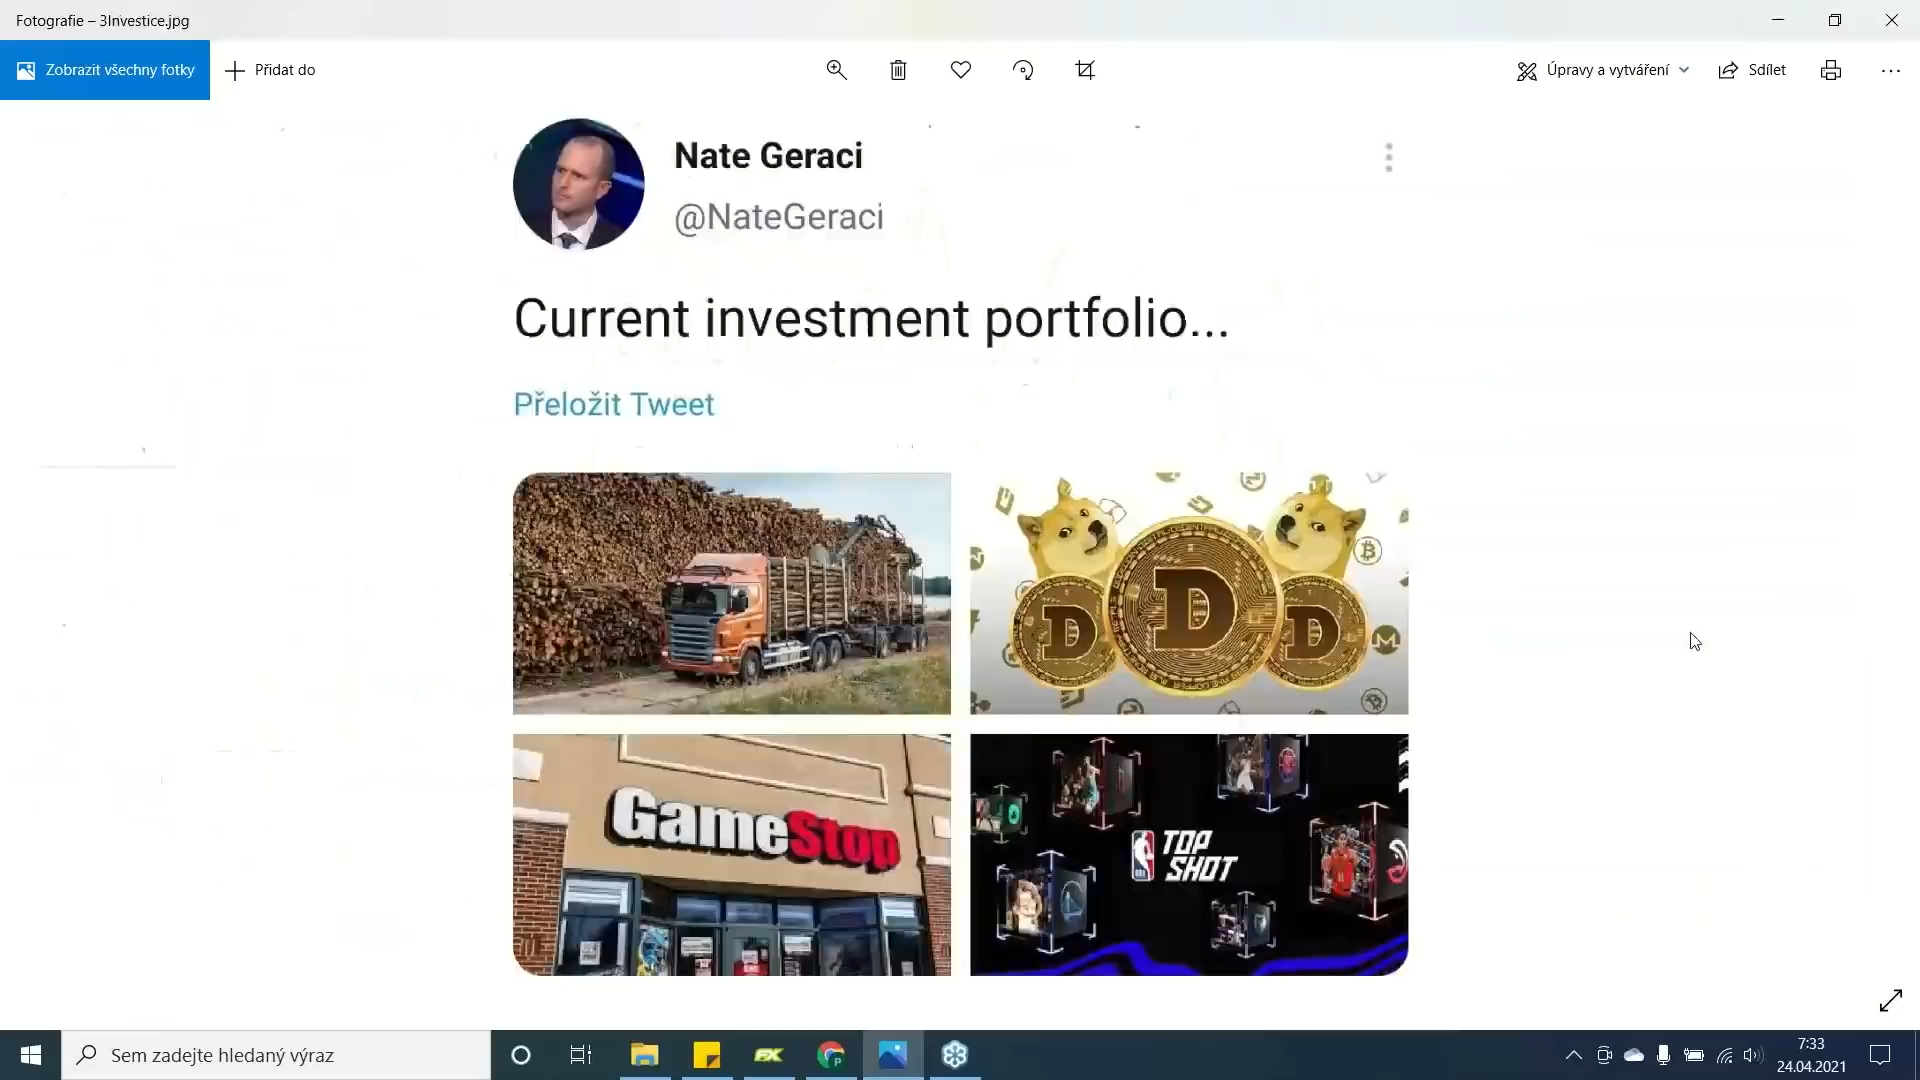 Fotografie – 3Investice.jpg
Zobrazit všechny fotky
Přidat do
Úpravy a vytváření
Sdílet
Nate Geraci
@NateGeraci
Current investment portfolio...
Přeložit Tweet
D D D
GameStop
TOP
SHOT
Sem zadejte hledaný výraz
FX
7:33
24.04.2021